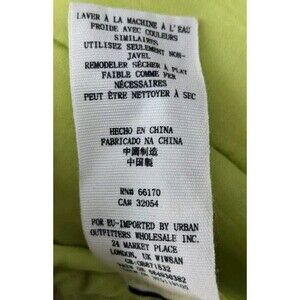 LAVER À LA MACHINE À L'EAU
FROIDE AVEC COULEURS
SIMILAIRES
UTILISEZ SEULEMENT NON-
JAVEL
REMODELER SÉCHER À PLAT
FAIBLE COMME FER
NÉCESSAIRES
PEUT ÊTRE NETTOYER À SEC
HECHO EN CHINA
FABRICADO NA CHINA
中國制造
中国製
RN# 66170
CA# 32054
FOR EU-IMPORTED BY URBAN
OUTFITTERS WHOLESALE INC.
24 MARKET PLACE
LONDON, UK W1W8AN